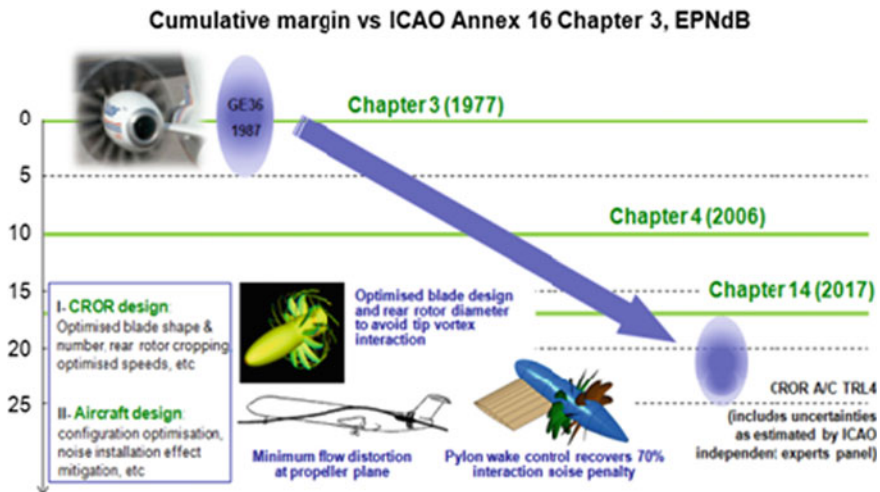 Cumulative margin vs ICAO Annex 16 Chapter 3, EPNdB
GE36
1987
Chapter 3 (1977)
0
5
Chapter 4 (2006)
10
Chapter 14 (2017)
15
20
25
I- CROR design:
Optimised blade shape &
number, rear rotor cropping,
optimised speeds, etc
II- Aircraft design:
configuration optimisation,
noise installation effect
mitigation, etc
Optimised blade design
and rear rotor diameter
to avoid tip vortex
interaction
Minimum flow distortion
at propeller plane
Pylon wake control recovers 70%
interaction noise penalty
CROR A/C TRL4
(includes uncertainties
as estimated by ICAO
independent experts panel)